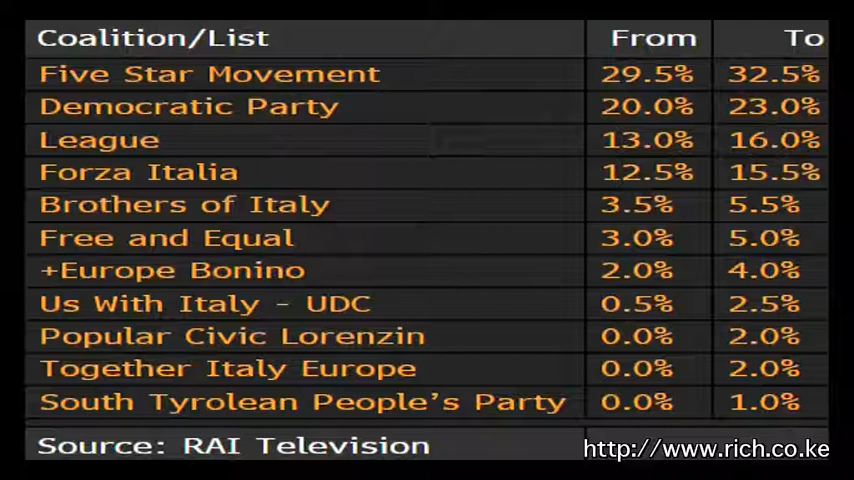 Coalition/List From To
Five Star Movement 29.5% 32.5%
Democratic Party 20.0% 23.0%
League 13.0% 16.0%
Forza Italia 12.5% 15.5%
Brothers of Italy 3.5% 5.5%
Free and Equal 3.0% 5.0%
+Europe Bonino 2.0% 4.0%
Us With Italy - UDC 0.5% 2.5%
Popular Civic Lorenzin 0.0% 2.0%
Together Italy Europe 0.0% 2.0%
South Tyrolean People’s Party 0.0% 1.0%
Source: RAI Television http://www.rich.co.ke